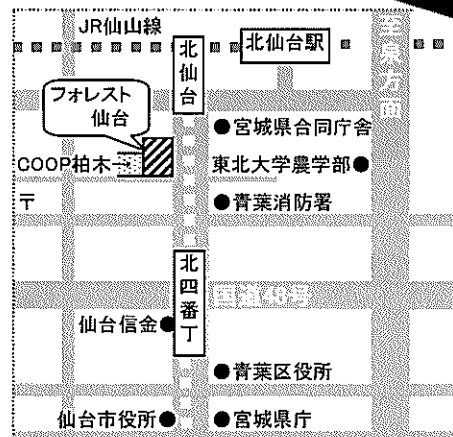 JR仙山線
北仙台
北仙台駅
至泉方面
フォレスト
仙台
●宮城県合同庁舎
COOP柏木
東北大学農学部●
〒
●青葉消防署
北四番丁
国道48号
仙台信金●
●青葉区役所
仙台市役所●
●宮城県庁